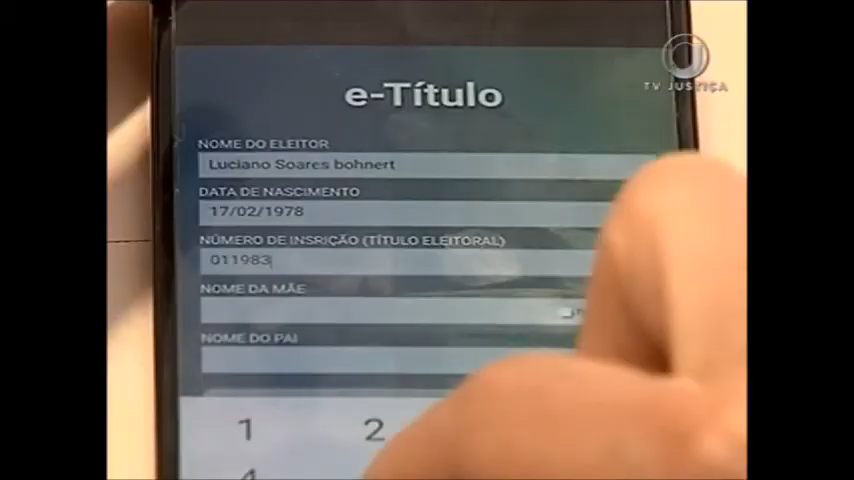 e-Título
TV JUSTIÇA
NOME DO ELEITOR
Luciano Soares bohnert
DATA DE NASCIMENTO
17/02/1978
NÚMERO DE INSRIÇÃO (TÍTULO ELEITORAL)
011983
NOME DA MÃE
NOME DO PAI
1 2
4